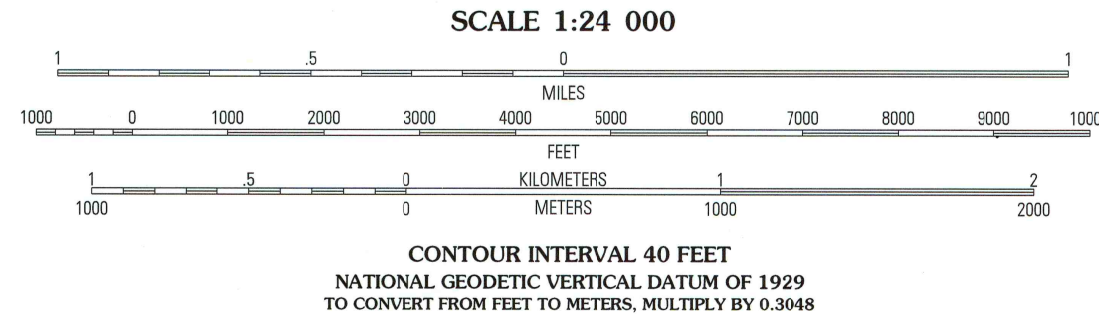 SCALE 1:24 000
1 .5 0 1
MILES
1000 0 1000 2000 3000 4000 5000 6000 7000 8000 9000 1000
FEET
1 .5 0 KILOMETERS 1 2
1000 0 METERS 1000 2000
CONTOUR INTERVAL 40 FEET
NATIONAL GEODETIC VERTICAL DATUM OF 1929
TO CONVERT FROM FEET TO METERS, MULTIPLY BY 0.3048